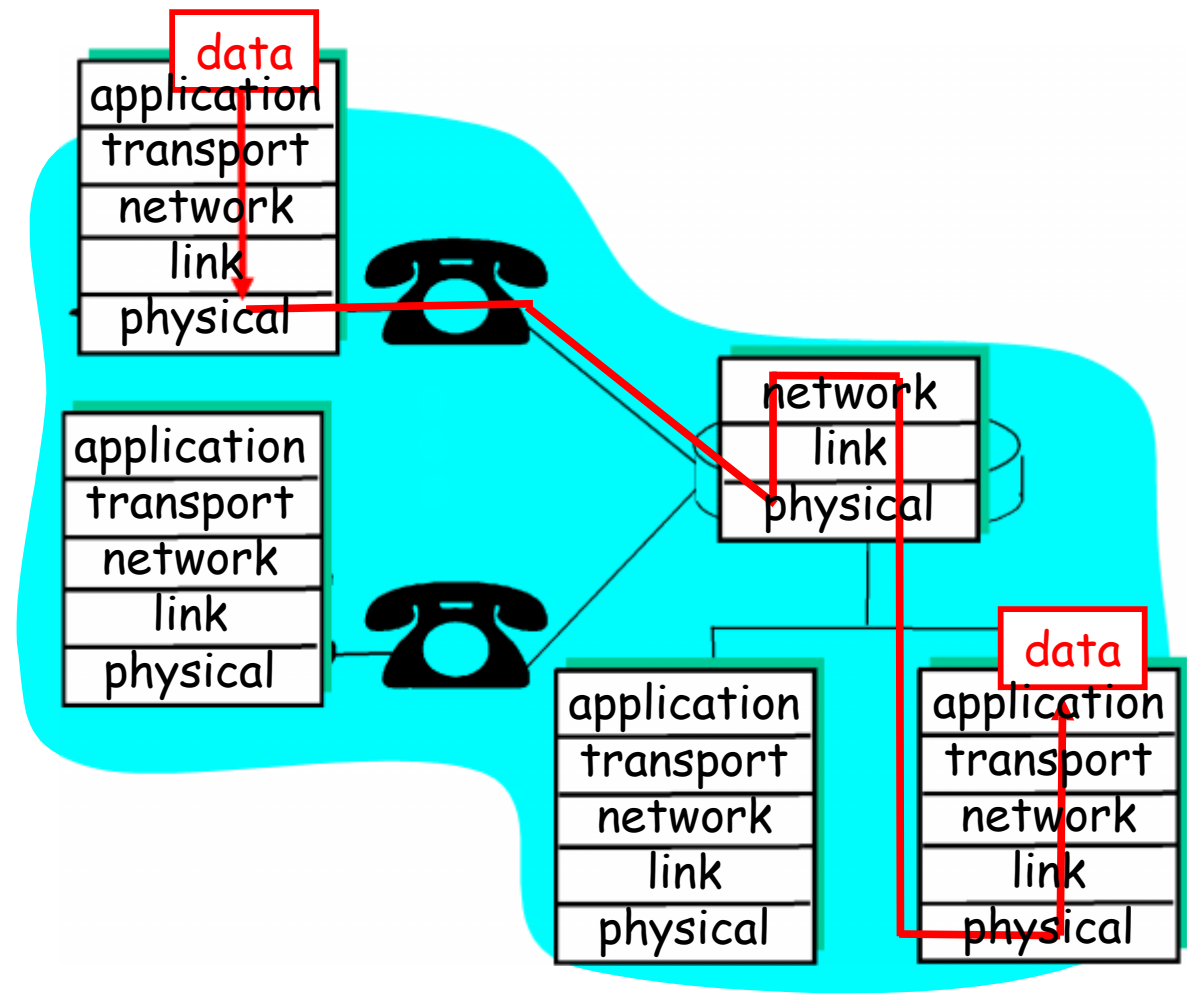 data
application
transport
network
link
physical
application
transport
network
link
physical
network
link
physical
application
transport
network
link
physical
data
application
transport
network
link
physical